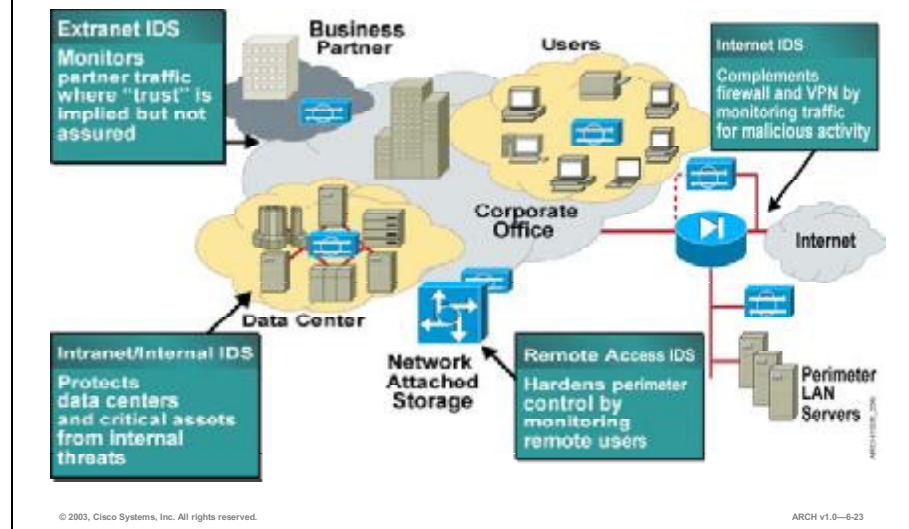 Extranet IDS
Monitors
partner traffic
where "trust" is
implied but not
assured
Business
Partner
Users
Internet IDS
Complements
firewall and VPN by
monitoring traffic
for malicious activity
Corporate
Office
Internet
Data Center
Intranet/Internal IDS
Protects
data centers
and critical assets
from internal
threats
Network
Attached
Storage
Remote Access IDS
Hardens perimeter
control by
monitoring
remote users
Perimeter
LAN
Servers
© 2003, Cisco Systems, Inc. All rights reserved.
ARCH v1.0—6-23